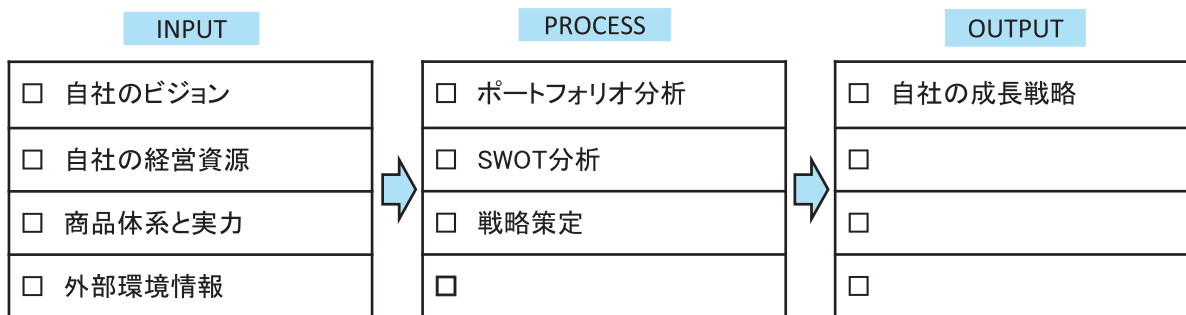 INPUT
□ 自社のビジョン
□ 自社の経営資源
□ 商品体系と実力
□ 外部環境情報
PROCESS
□ ポートフォリオ分析
□ SWOT分析
□ 戦略策定
□
OUTPUT
□ 自社の成長戦略
□
□
□